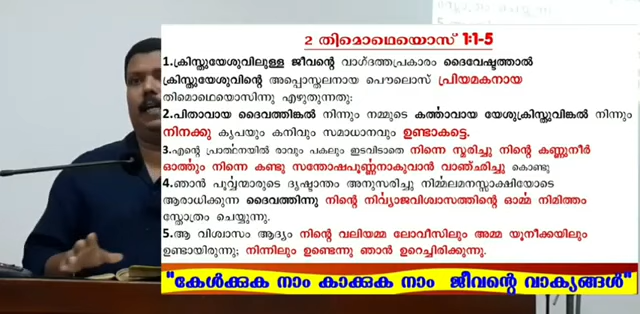 2 തിമൊഥെയൊസ് 1:1-5
1.ക്രിസ്തുയേശുവിലുള്ള ജീവന്റെ വാഗ്ദത്തപ്രകാരം ദൈവേഷ്ടത്താൽ
ക്രിസ്തുയേശുവിന്റെ അപ്പൊസ്തലനായ പൌലൊസ് പ്രിയമകനായ
തിമൊഥെയൊസിന്നു എഴുതുന്നതു:
2.പിതാവായ ദൈവത്തിങ്കൽ നിന്നും നമ്മുടെ കർത്താവായ യേശുക്രിസ്തുവിങ്കൽ നിന്നും
നിനക്കു കൃപയും കനിവും സമാധാനവും ഉണ്ടാകട്ടെ.
3.എന്റെ പ്രാർത്ഥനയിൽ രാവും പകലും ഇടവിടാതെ നിന്നെ സ്മരിച്ചു നിന്റെ കണ്ണുനീർ
ഓർത്തും നിന്നെ കണ്ടു സന്തോഷപൂർണ്ണനാകുവാൻ വാഞ്ഛിച്ചു കൊണ്ടു
4.ഞാൻ പൂർവ്വന്മാരുടെ ദൃഷ്ടാന്തം അനുസരിച്ചു നിർമ്മലമനസ്സാക്ഷിയോടെ
ആരാധിക്കുന്ന ദൈവത്തിന്നു നിന്റെ നിർവ്യാജവിശ്വാസത്തിന്റെ ഓർമ്മ നിമിത്തം
സ്തോത്രം ചെയ്യുന്നു.
5.ആ വിശ്വാസം ആദ്യം നിന്റെ വലിയമ്മ ലോവീസിലും അമ്മ യൂനീക്കയിലും
ഉണ്ടായിരുന്നു; നിന്നിലും ഉണ്ടെന്നു ഞാൻ ഉറെച്ചിരിക്കുന്നു.
"കേൾക്കുക നാം കാക്കുക നാം ജീവന്റെ വാക്യങ്ങൾ"